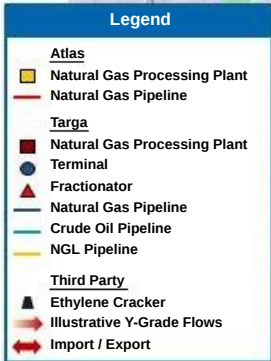 Legend
Atlas
Natural Gas Processing Plant
Natural Gas Pipeline
Targa
Natural Gas Processing Plant
Terminal
Fractionator
Natural Gas Pipeline
Crude Oil Pipeline
NGL Pipeline
Third Party
Ethylene Cracker
Illustrative Y-Grade Flows
Import / Export